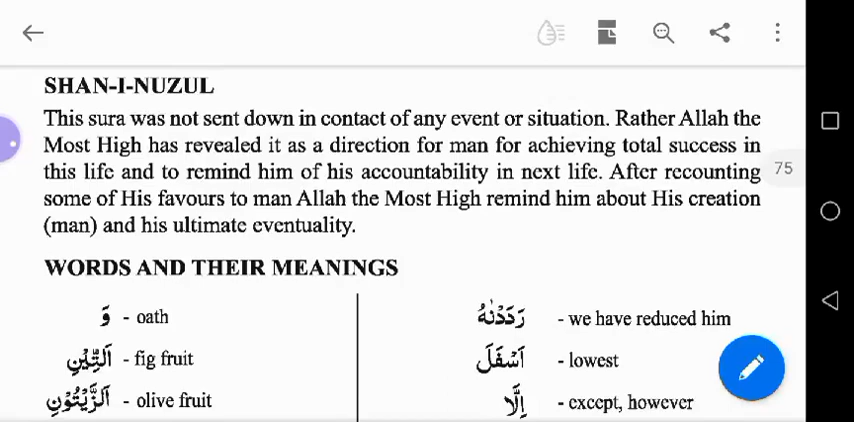 SHAN-I-NUZUL
This sura was not sent down in contact of any event or situation. Rather Allah the
Most High has revealed it as a direction for man for achieving total success in
this life and to remind him of his accountability in next life. After recounting
75
some of His favours to man Allah the Most High remind him about His creation
(man) and his ultimate eventuality.
WORDS AND THEIR MEANINGS
وَ - oath
رَدَدْنٰهُ - we have reduced him
اَلتِّيْنِ - fig fruit
اَسْفَلَ - lowest
اَلزَّيْتُوْنِ - olive fruit
اِلَّا - except, however